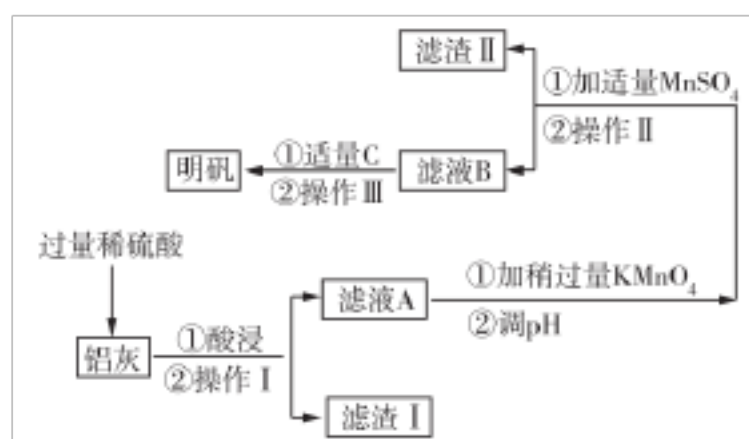 滤渣Ⅱ
①加适量MnSO₄
②操作Ⅱ
明矾
①适量C
②操作Ⅲ
滤液B
过量稀硫酸
铝灰
①酸浸
②操作Ⅰ
滤液A
①加稍过量KMnO₄
②调pH
滤渣Ⅰ